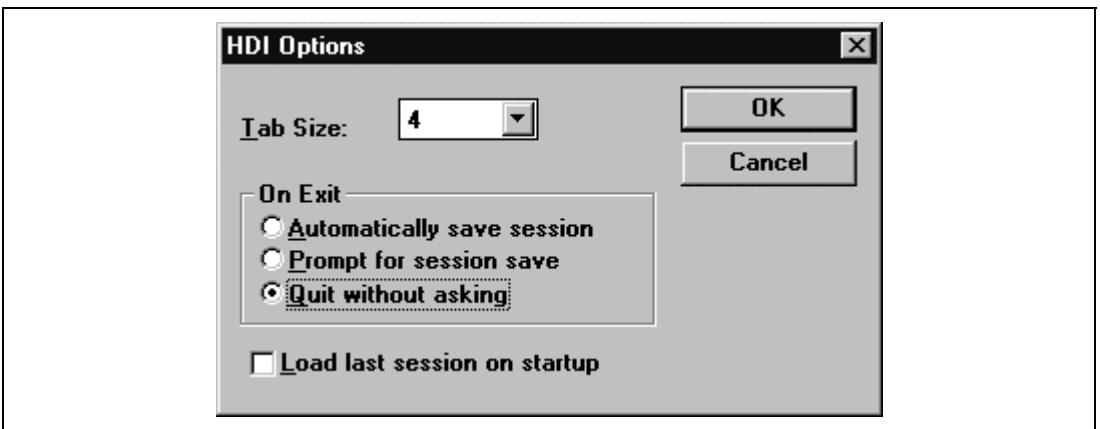 HDI Options
Tab Size: 4
OK
Cancel
On Exit
Automatically save session
Prompt for session save
Quit without asking
Load last session on startup